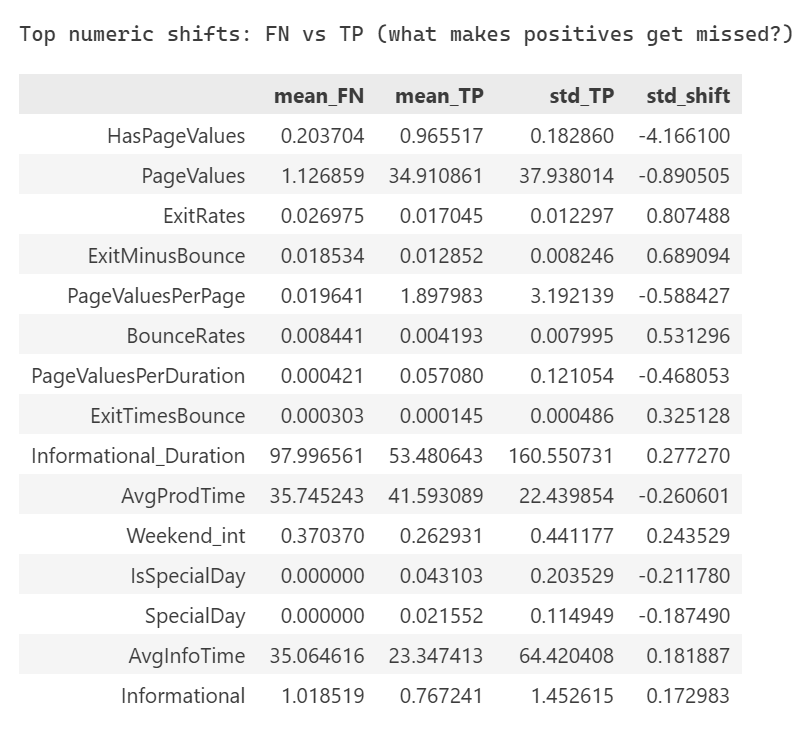 Top numeric shifts: FN vs TP (what makes positives get missed?)
mean_FN mean_TP std_TP std_shift
HasPageValues 0.203704 0.965517 0.182860 -4.166100
PageValues 1.126859 34.910861 37.938014 -0.890505
ExitRates 0.026975 0.017045 0.012297 0.807488
ExitMinusBounce 0.018534 0.012852 0.008246 0.689094
PageValuesPerPage 0.019641 1.897983 3.192139 -0.588427
BounceRates 0.008441 0.004193 0.007995 0.531296
PageValuesPerDuration 0.000421 0.057080 0.121054 -0.468053
ExitTimesBounce 0.000303 0.000145 0.000486 0.325128
Informational_Duration 97.996561 53.480643 160.550731 0.277270
AvgProdTime 35.745243 41.593089 22.439854 -0.260601
Weekend_int 0.370370 0.262931 0.441177 0.243529
IsSpecialDay 0.000000 0.043103 0.203529 -0.211780
SpecialDay 0.000000 0.021552 0.114949 -0.187490
AvgInfoTime 35.064616 23.347413 64.420408 0.181887
Informational 1.018519 0.767241 1.452615 0.172983